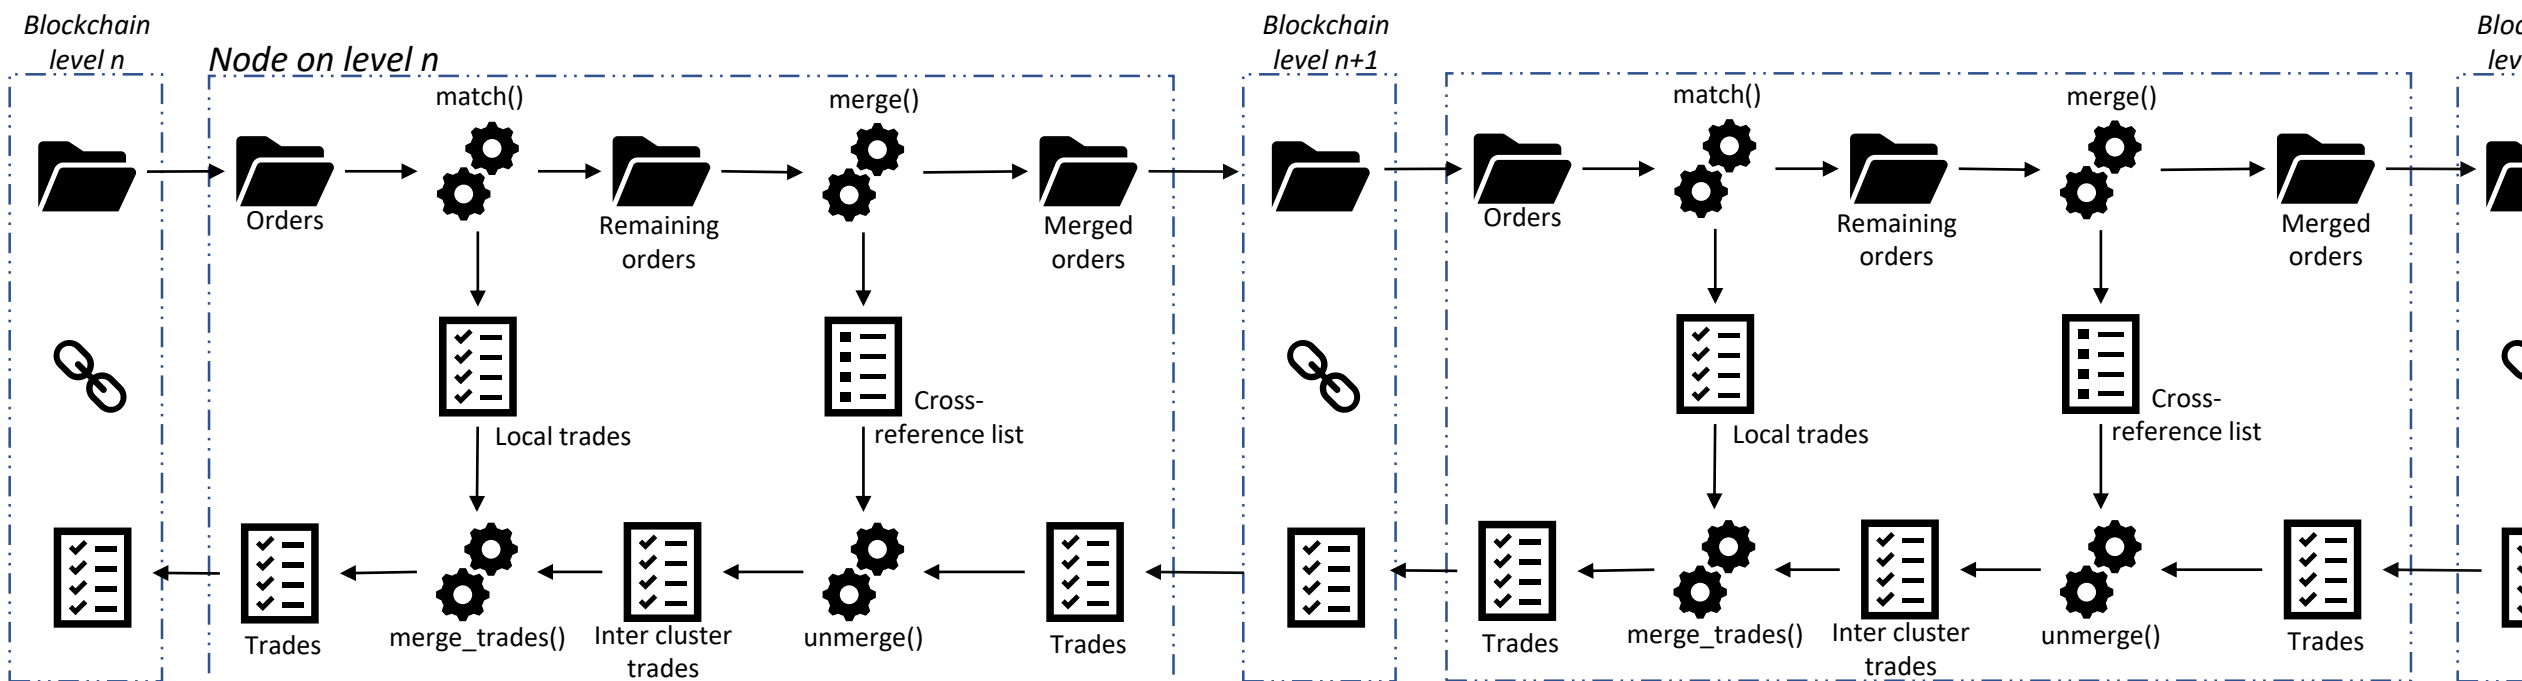 Blockchain
level n
Node on level n
match()
merge()
Orders
Remaining
orders
Merged
orders
Local trades
Cross-
reference list
Trades
merge_trades()
Inter cluster
trades
unmerge()
Trades
Blockchain
level n+1
match()
merge()
Orders
Remaining
orders
Merged
orders
Local trades
Cross-
reference list
Trades
merge_trades()
Inter cluster
trades
unmerge()
Trades